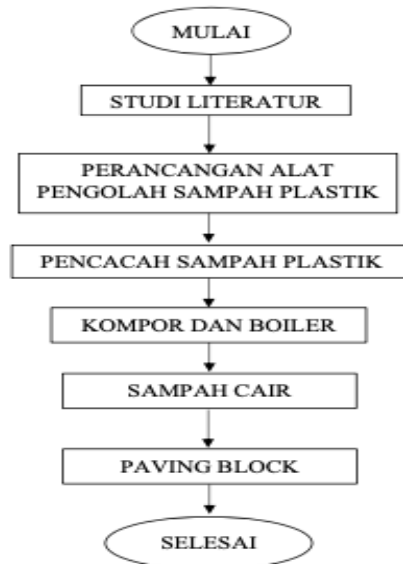 MULAI
STUDI LITERATUR
PERANCANGAN ALAT
PENGOLAH SAMPAH PLASTIK
PENCACAH SAMPAH PLASTIK
KOMPOR DAN BOILER
SAMPAH CAIR
PAVING BLOCK
SELESAI